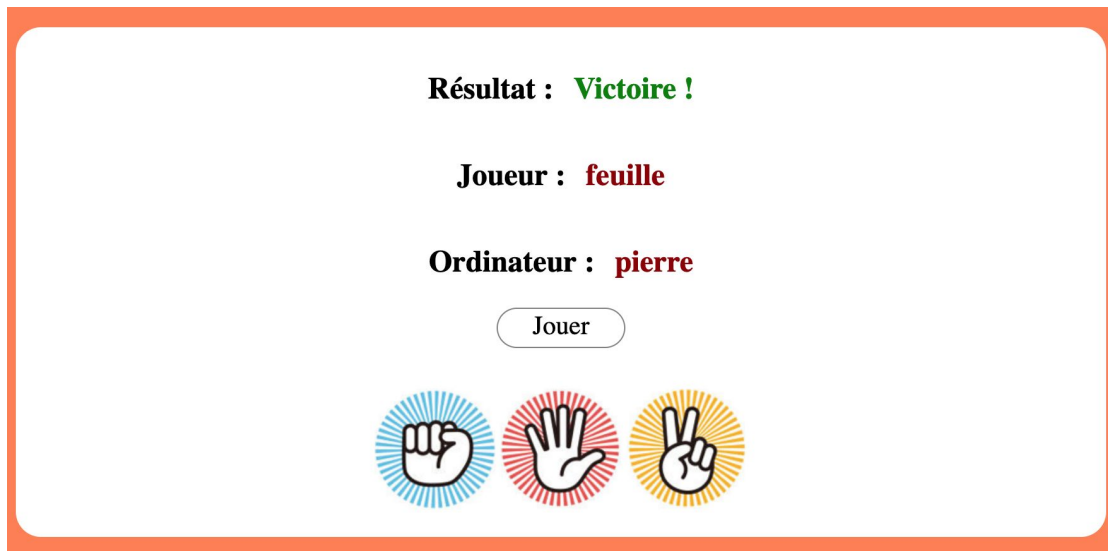 Résultat : Victoire !
Joueur : feuille
Ordinateur : pierre
Jouer